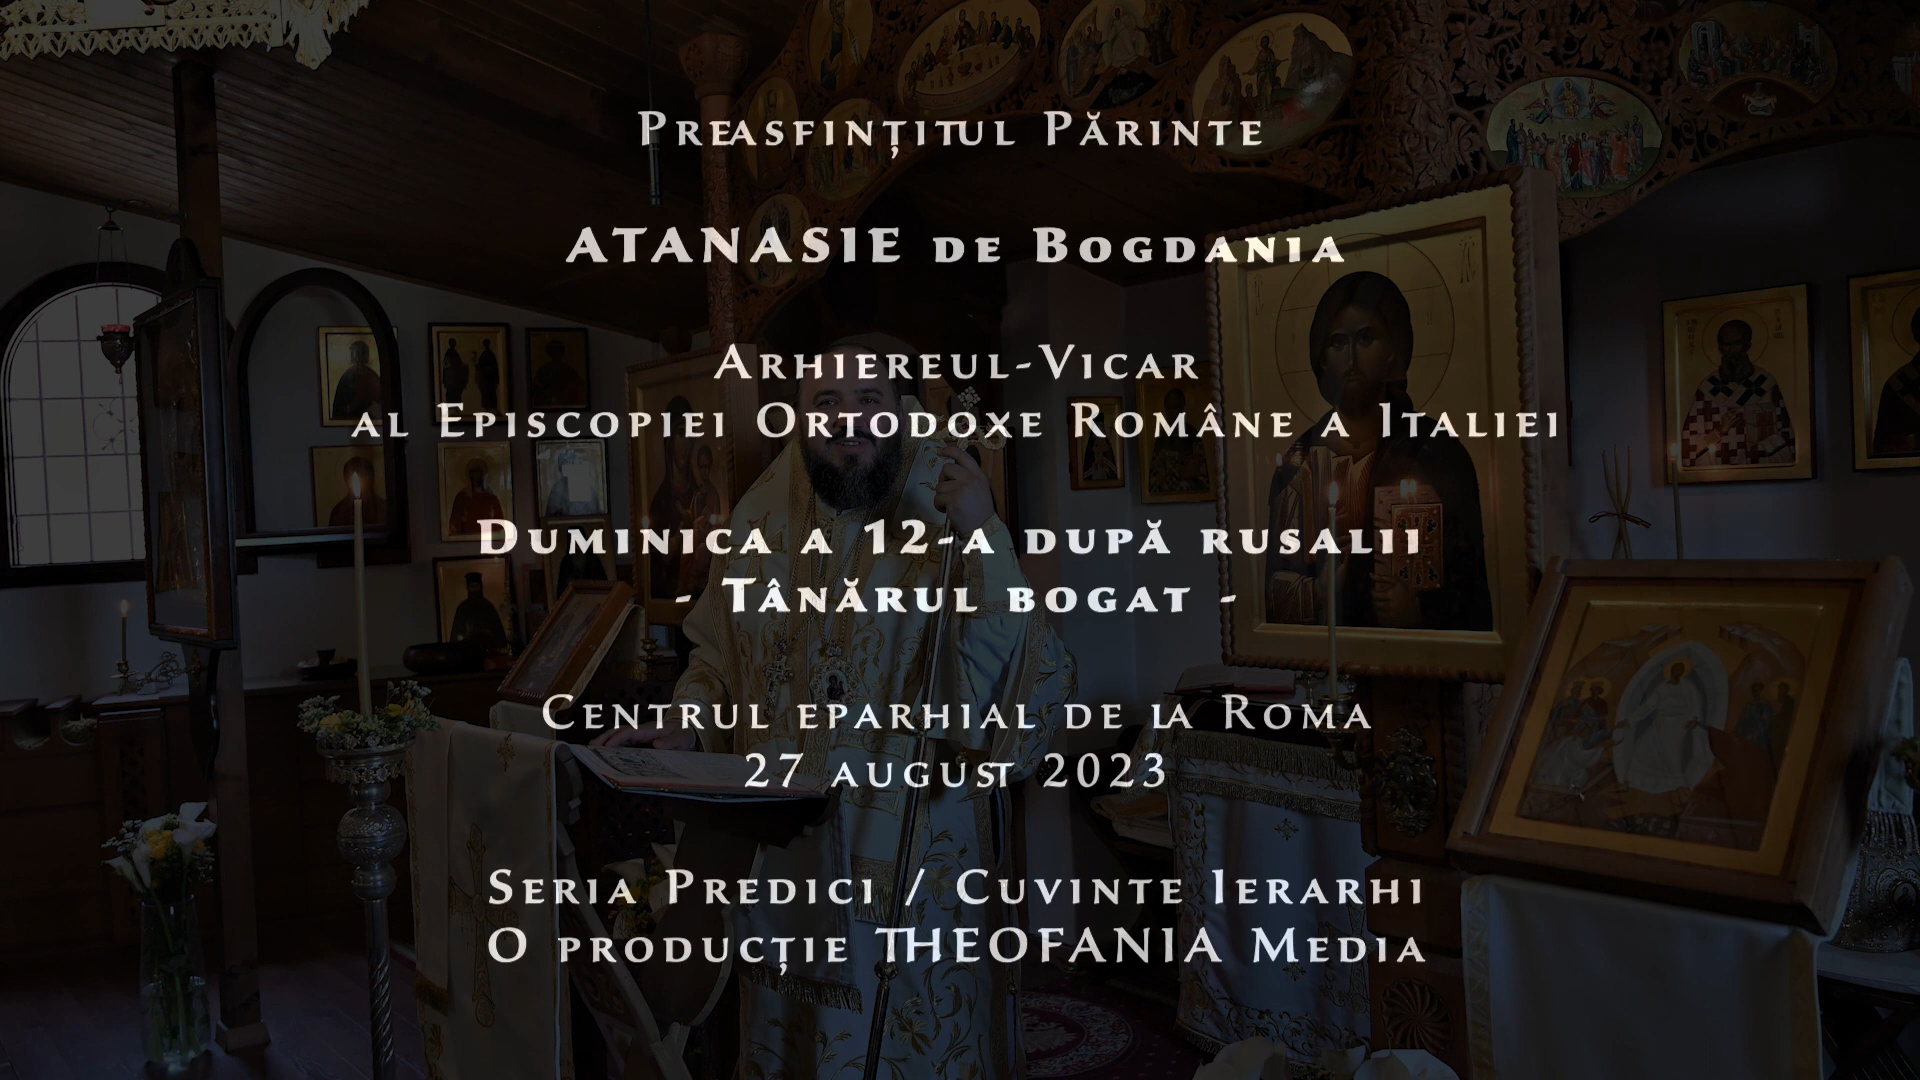 Preasfințitul Părinte
ATANASIE de Bogdania
Arhiereul-Vicar
al Episcopiei Ortodoxe Române a Italiei
Duminica a 12-a după rusalii
- Tânărul bogat -
Centrul eparhial de la Roma
27 august 2023
Seria Predici / Cuvinte Ierarhi
O producție THEOFANIA Media